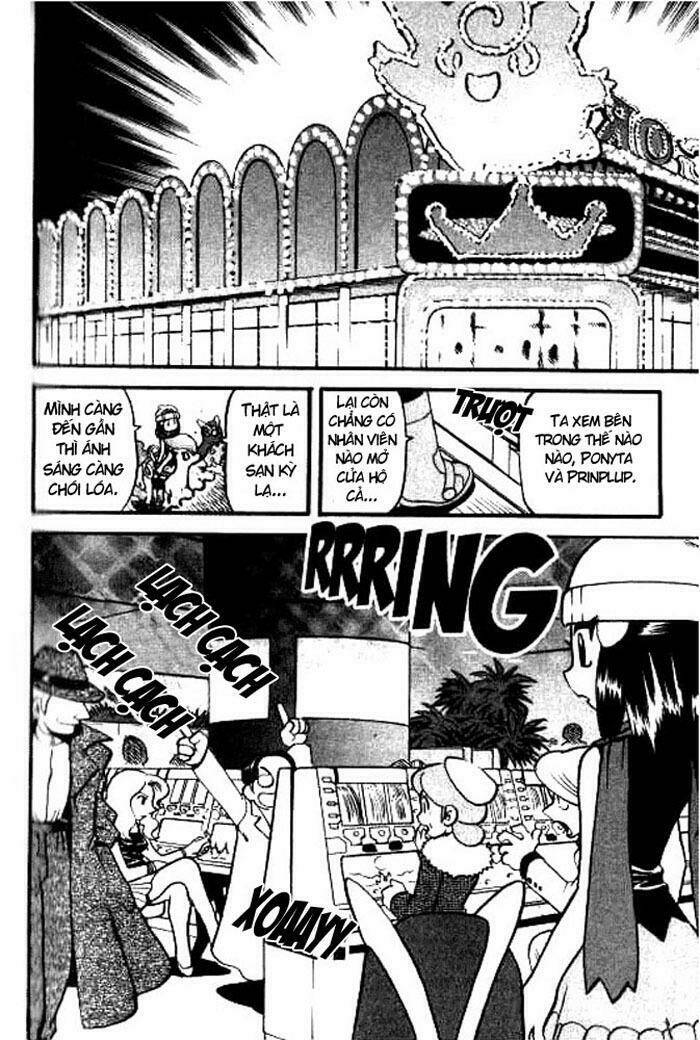 TA XEM BÊN
TRONG THẾ NÀO
NÀO, PONYTA
VÀ PRINPLUP.
TRƯỢT
LẠI CÒN
CHẲNG CÓ
NHÂN VIÊN
NÀO MỞ
CỬA HỘ
CẢ...
THẬT LÀ
MỘT
KHÁCH
SẠN KỲ
LẠ...
MÌNH CÀNG
ĐẾN GẦN
THÌ ÁNH
SÁNG CÀNG
CHÓI LÓA.
RRRING
LẠCH CẠCH
LẠCH CẠCH
XOAAYY.